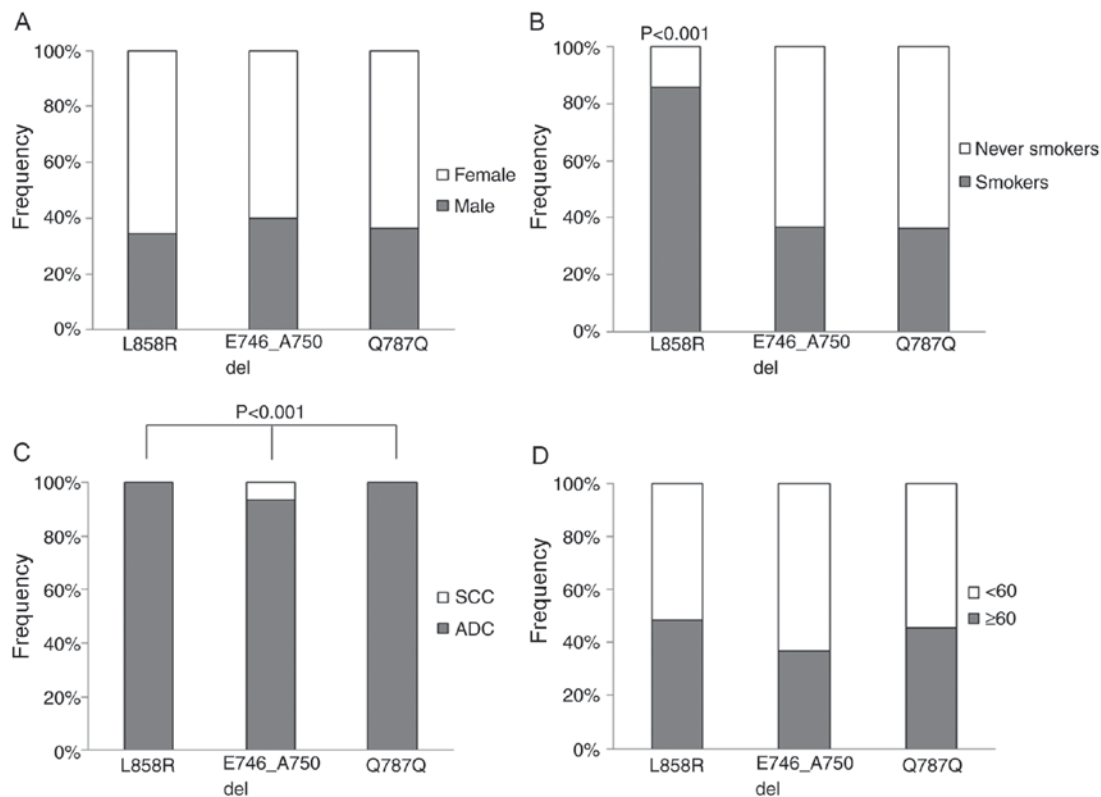 A
100%
80%
60%
40%
20%
0%
Frequency
Female
Male
L858R
E746_A750
del
Q787Q
B
P<0.001
100%
80%
60%
40%
20%
0%
Frequency
Never smokers
Smokers
L858R
E746_A750
del
Q787Q
C
P<0.001
100%
80%
60%
40%
20%
0%
Frequency
SCC
ADC
L858R
E746_A750
del
Q787Q
D
100%
80%
60%
40%
20%
0%
Frequency
<60
≥60
L858R
E746_A750
del
Q787Q